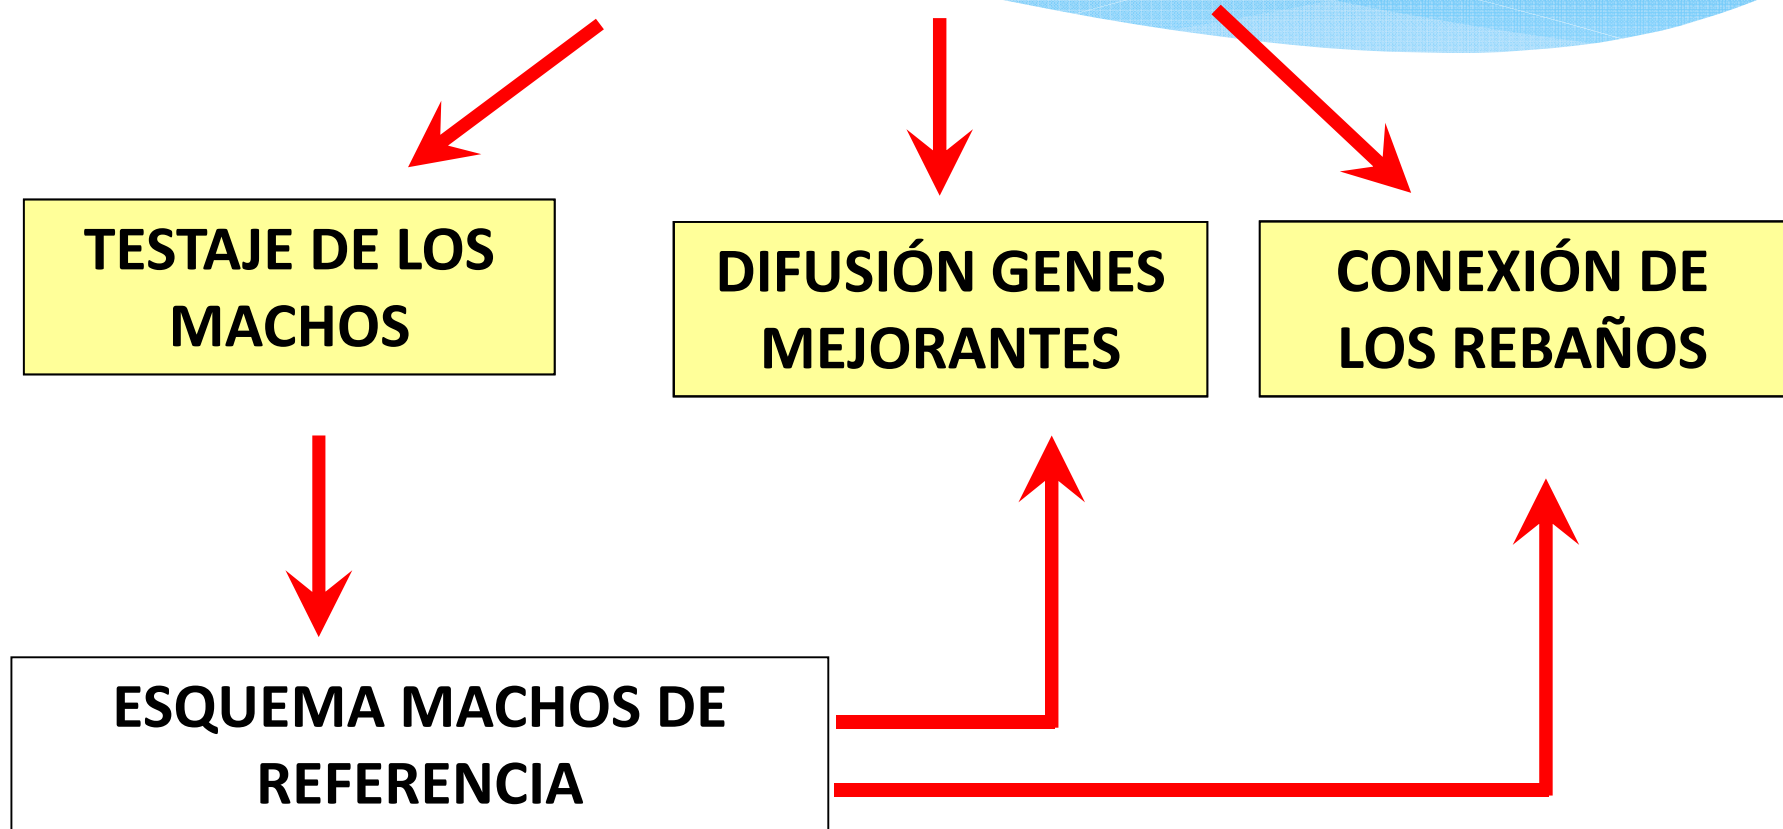 TESTAJE DE LOS
MACHOS
DIFUSIÓN GENES
MEJORANTES
CONEXIÓN DE
LOS REBAÑOS
ESQUEMA MACHOS DE
REFERENCIA